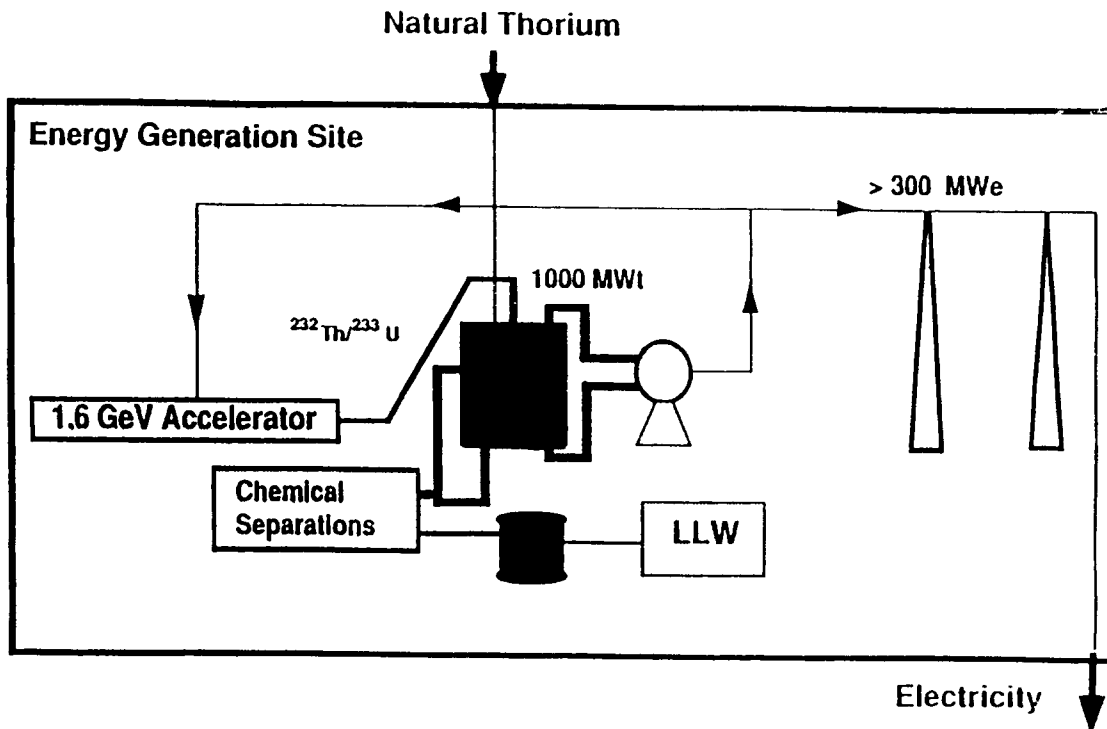 Natural Thorium
Energy Generation Site
> 300 MWe
1000 MWt
²³²Th/²³³U
1.6 GeV Accelerator
Chemical
Separations
LLW
Electricity